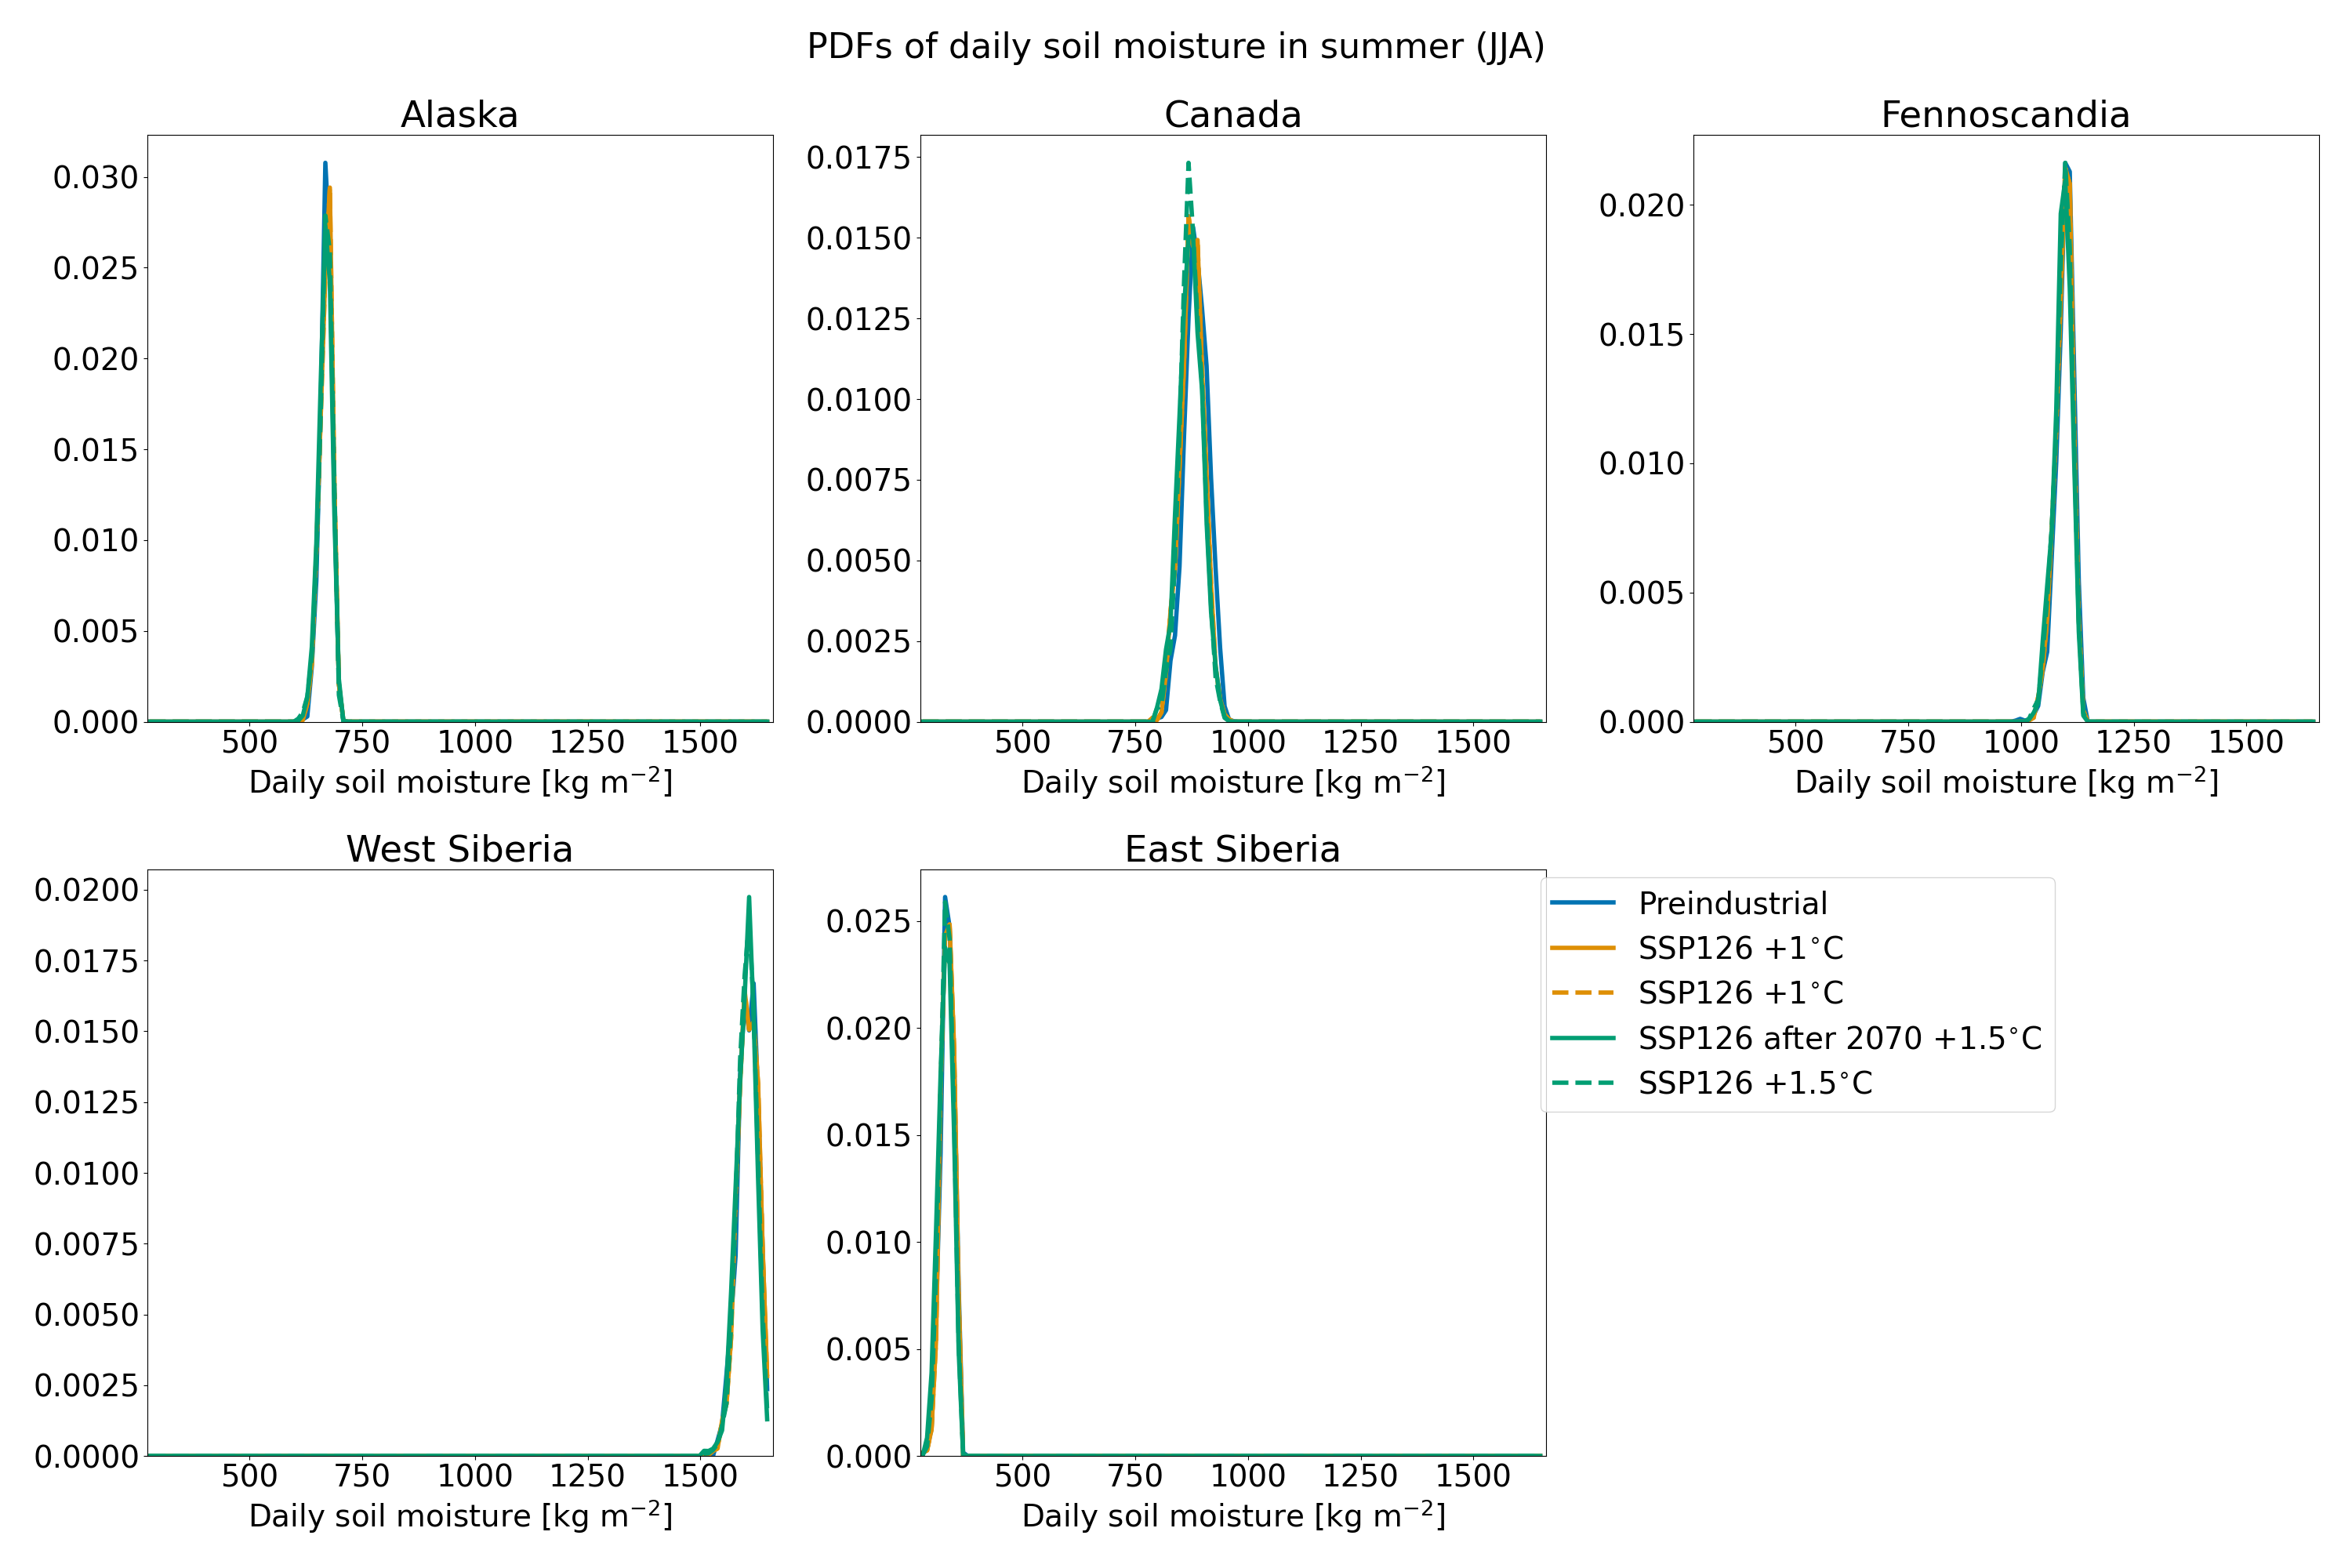 PDFs of daily soil moisture in summer (JJA)
Alaska
0.030
0.025
0.020
0.015
0.010
0.005
0.000
500 750 1000 1250 1500
Daily soil moisture [kg m⁻²]
Canada
0.0175
0.0150
0.0125
0.0100
0.0075
0.0050
0.0025
0.0000
500 750 1000 1250 1500
Daily soil moisture [kg m⁻²]
Fennoscandia
0.020
0.015
0.010
0.005
0.000
500 750 1000 1250 1500
Daily soil moisture [kg m⁻²]
West Siberia
0.0200
0.0175
0.0150
0.0125
0.0100
0.0075
0.0050
0.0025
0.0000
500 750 1000 1250 1500
Daily soil moisture [kg m⁻²]
East Siberia
0.025
0.020
0.015
0.010
0.005
0.000
500 750 1000 1250 1500
Daily soil moisture [kg m⁻²]
Preindustrial
SSP126 +1°C
SSP126 +1°C
SSP126 after 2070 +1.5°C
SSP126 +1.5°C